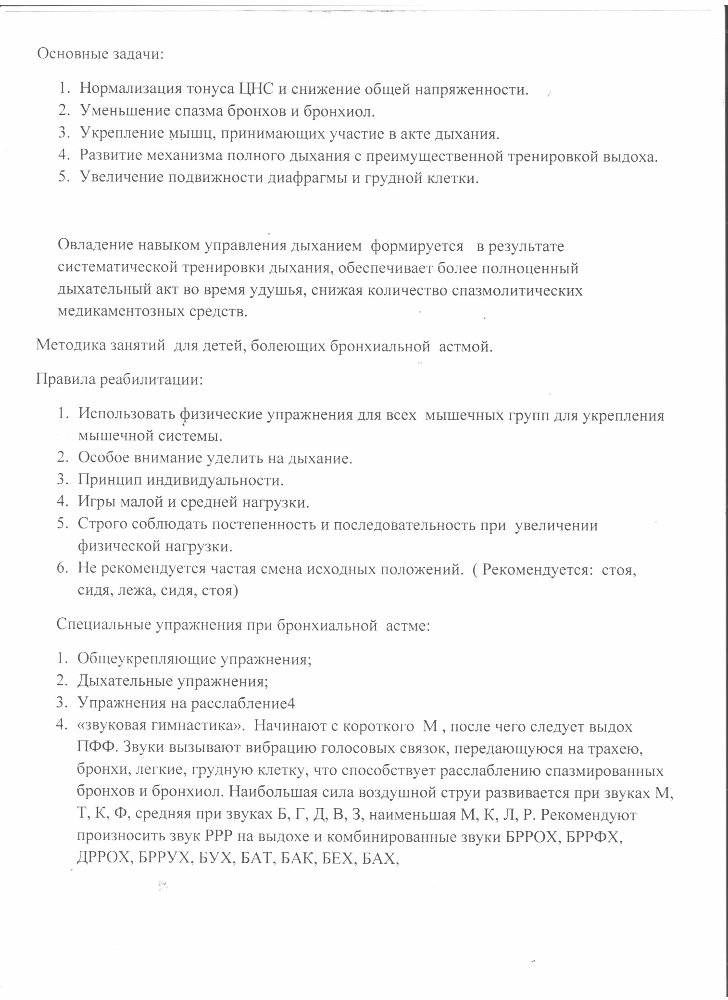 Основные задачи:
1. Нормализация тонуса ЦНС и снижение общей напряженности.
2. Уменьшение спазма бронхов и бронхиол.
3. Укрепление мышц, принимающих участие в акте дыхания.
4. Развитие механизма полного дыхания с преимущественной тренировкой выдоха.
5. Увеличение подвижности диафрагмы и грудной клетки.
Овладение навыком управления дыханием формируется в результате
систематической тренировки дыхания, обеспечивает более полноценный
дыхательный акт во время удушья, снижая количество спазмолитических
медикаментозных средств.
Методика занятий для детей, болеющих бронхиальной астмой.
Правила реабилитации:
1. Использовать физические упражнения для всех мышечных групп для укрепления
мышечной системы.
2. Особое внимание уделить на дыхание.
3. Принцип индивидуальности.
4. Игры малой и средней нагрузки.
5. Строго соблюдать постепенность и последовательность при увеличении
физической нагрузки.
6. Не рекомендуется частая смена исходных положений. ( Рекомендуется: стоя,
сидя, лежа, сидя, стоя)
Специальные упражнения при бронхиальной астме:
1. Общеукрепляющие упражнения;
2. Дыхательные упражнения;
3. Упражнения на расслабление4
4. «звуковая гимнастика». Начинают с короткого М , после чего следует выдох
ПФФ. Звуки вызывают вибрацию голосовых связок, передающуюся на трахею,
бронхи, легкие, грудную клетку, что способствует расслаблению спазмированных
бронхов и бронхиол. Наибольшая сила воздушной струи развивается при звуках М,
Т, К, Ф, средняя при звуках Б, Г, Д, В, З, наименьшая М, К, Л, Р. Рекомендуют
произносить звук РРР на выдохе и комбинированные звуки БРРОХ, БРРФХ,
ДРРОХ, БРРУХ, БУХ, БАТ, БАК, БЕХ, БАХ,